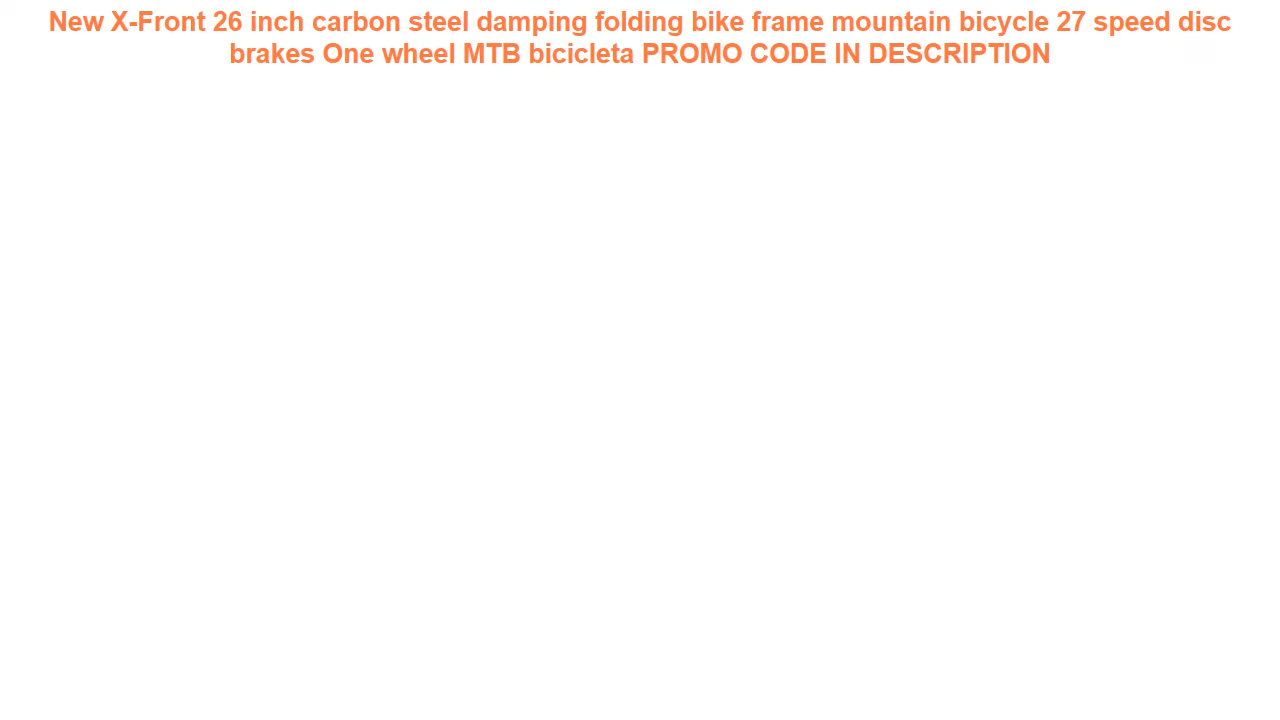 New X-Front 26 inch carbon steel damping folding bike frame mountain bicycle 27 speed disc
brakes One wheel MTB bicicleta PROMO CODE IN DESCRIPTION